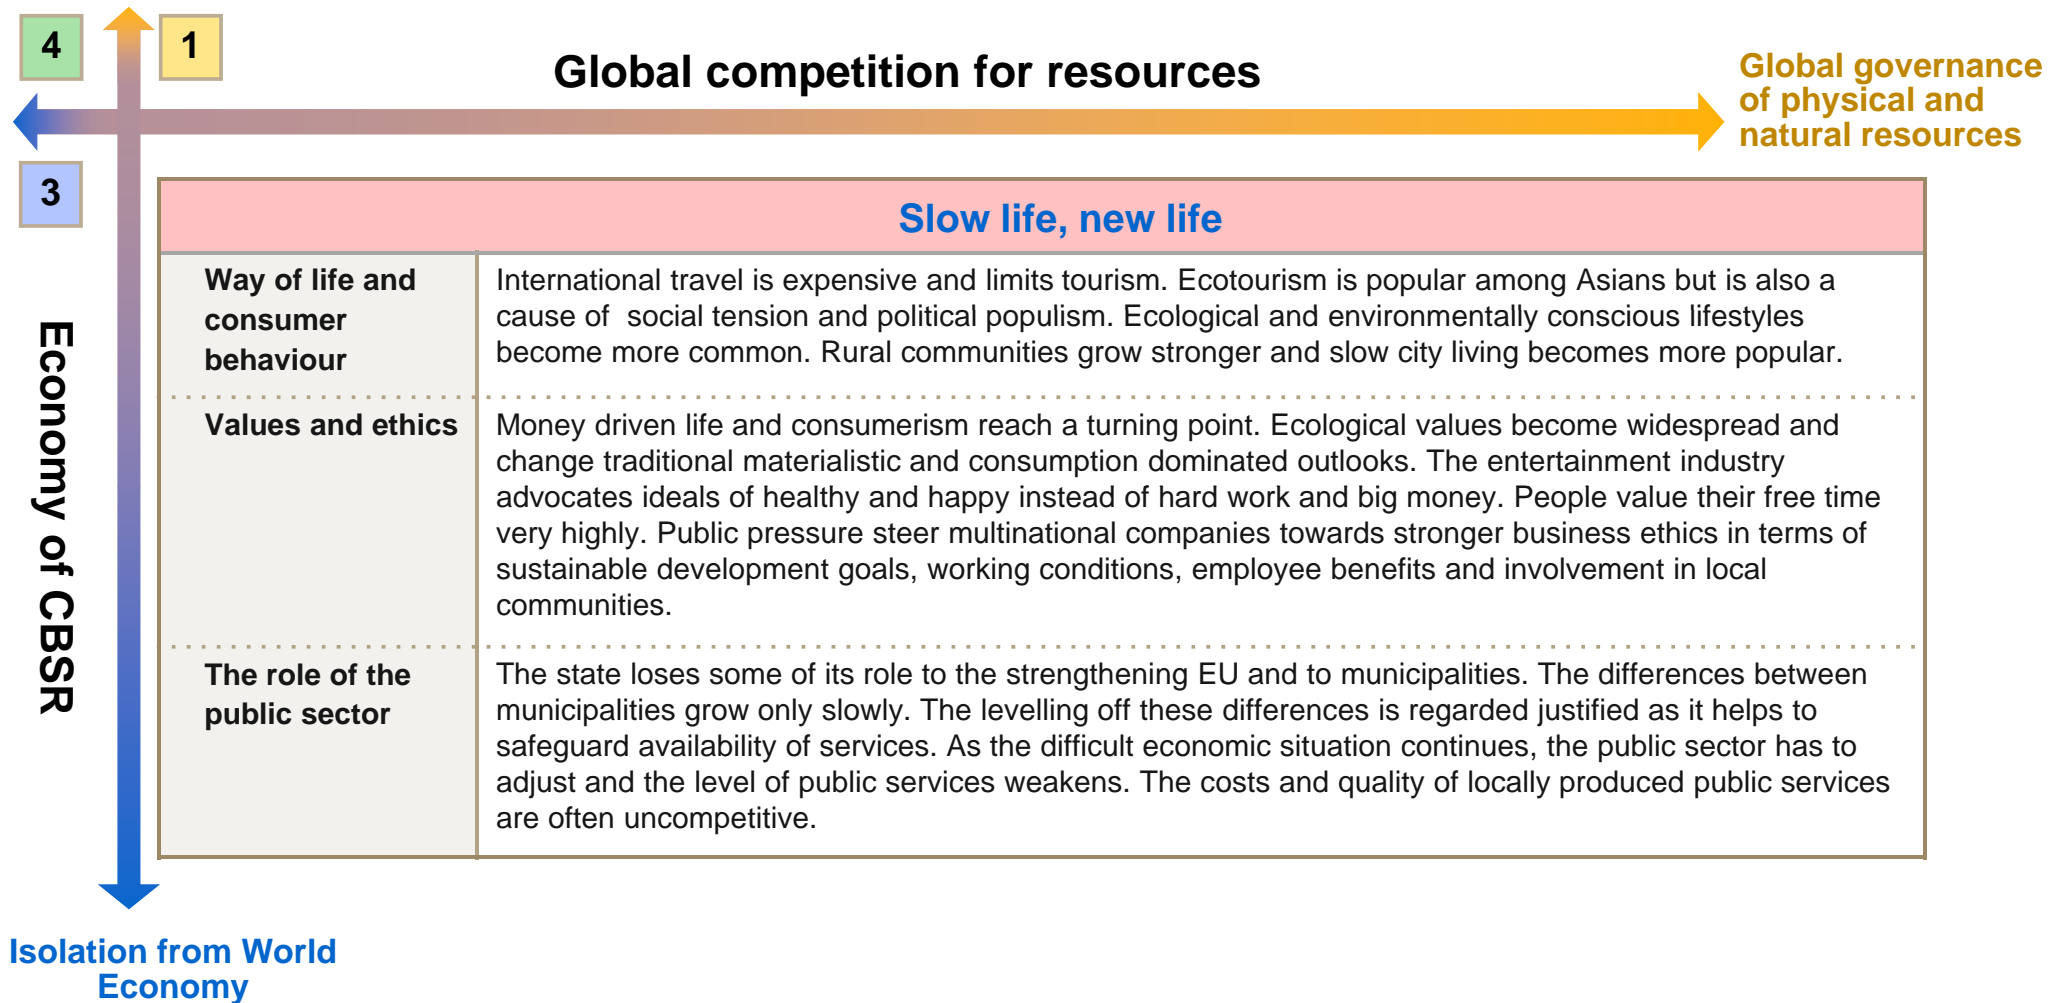 4
1
Global competition for resources
Global governance
of physical and
natural resources
3
Slow life, new life
Way of life and
consumer
behaviour
International travel is expensive and limits tourism. Ecotourism is popular among Asians but is also a
cause of  social tension and political populism. Ecological and environmentally conscious lifestyles
become more common. Rural communities grow stronger and slow city living becomes more popular.
Values and ethics
Money driven life and consumerism reach a turning point. Ecological values become widespread and
change traditional materialistic and consumption dominated outlooks. The entertainment industry
advocates ideals of healthy and happy instead of hard work and big money. People value their free time
very highly. Public pressure steer multinational companies towards stronger business ethics in terms of
sustainable development goals, working conditions, employee benefits and involvement in local
communities.
The role of the
public sector
The state loses some of its role to the strengthening EU and to municipalities. The differences between
municipalities grow only slowly. The levelling off these differences is regarded justified as it helps to
safeguard availability of services. As the difficult economic situation continues, the public sector has to
adjust and the level of public services weakens. The costs and quality of locally produced public services
are often uncompetitive.
Economy of CBSR
Isolation from World
Economy